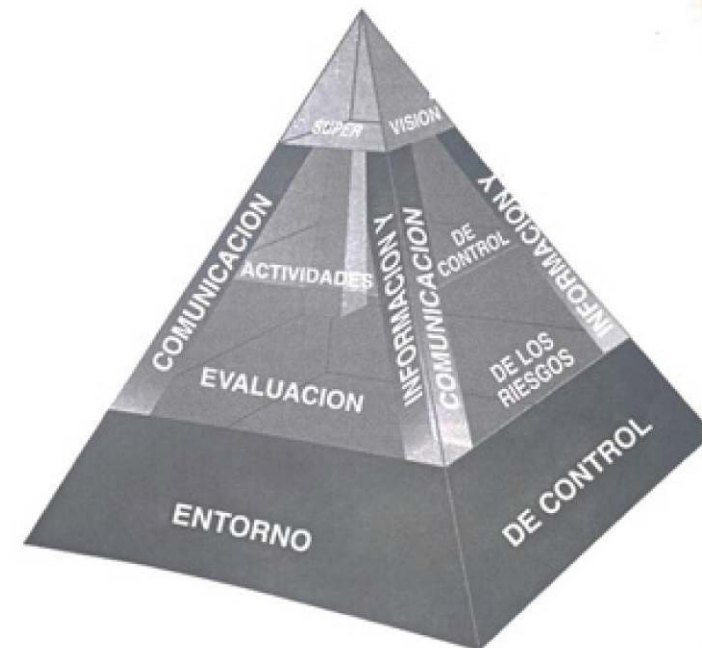 SUPER
VISION
COMUNICACION
INFORMACION Y
COMUNICACION
INFORMACION Y
ACTIVIDADES
DE
CONTROL
EVALUACION
DE LOS
RIESGOS
ENTORNO
DE CONTROL